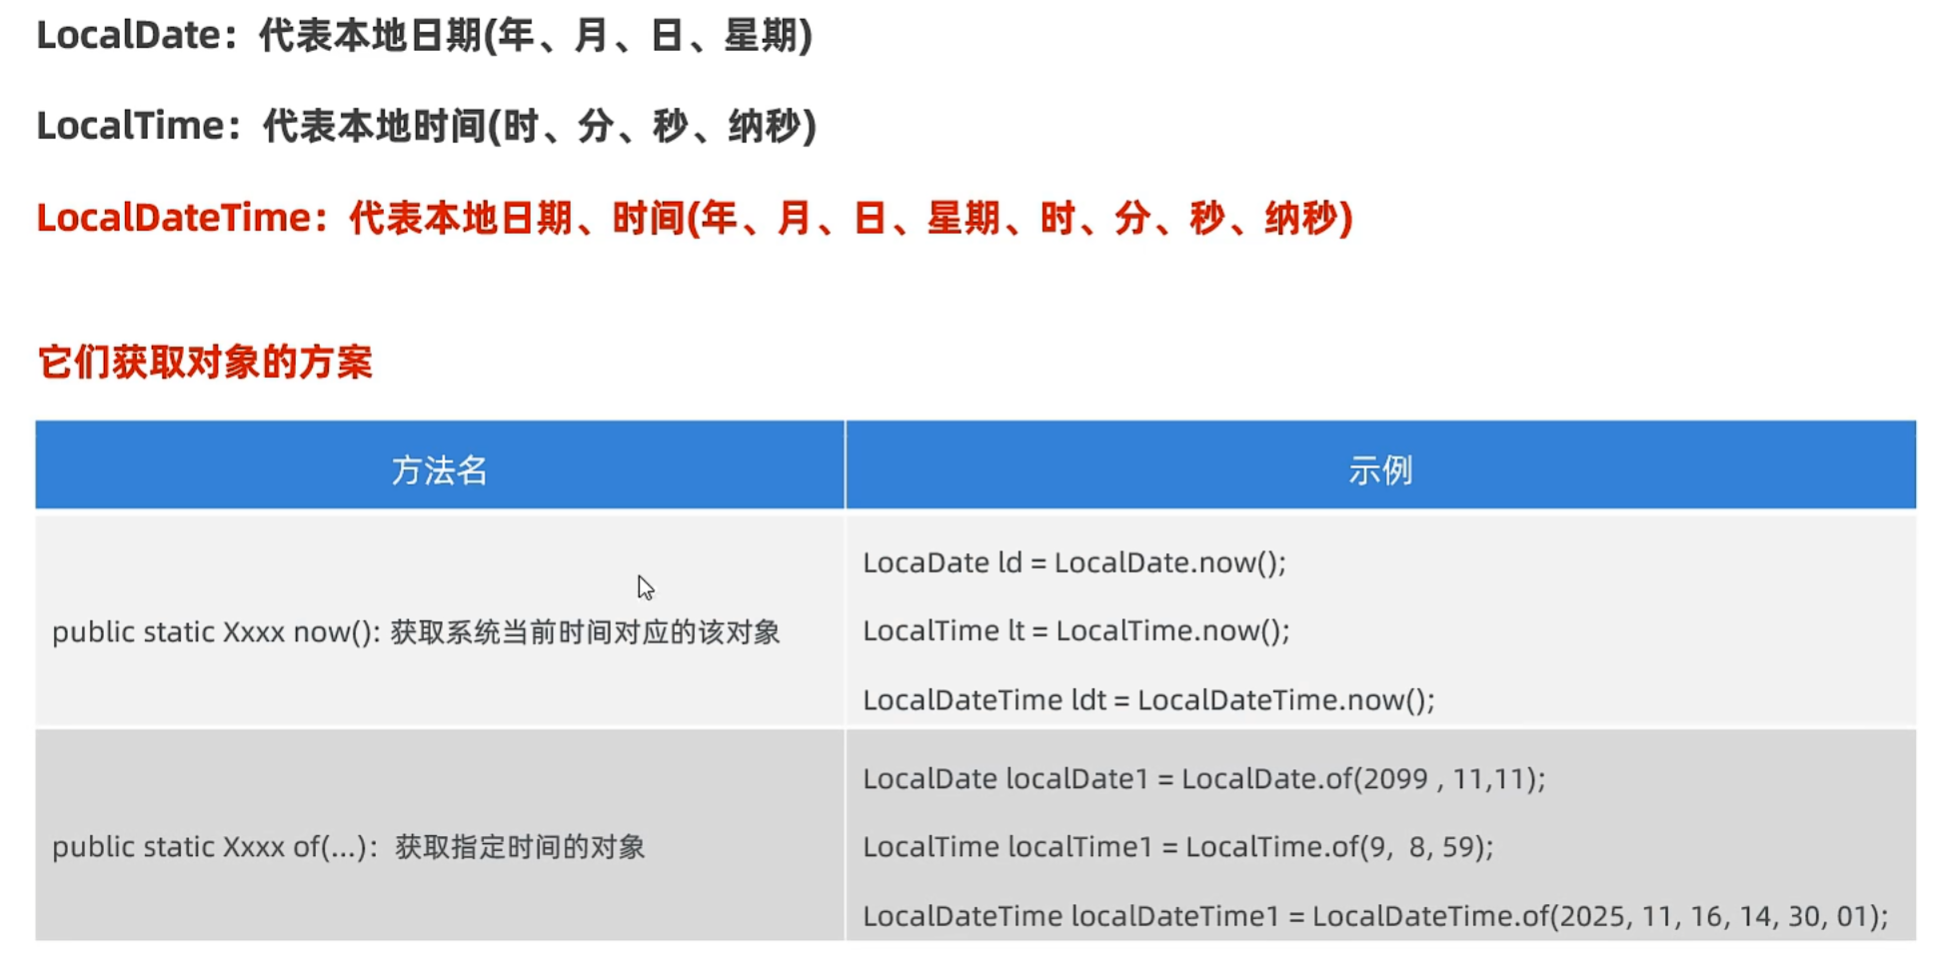 LocalDate：代表本地日期(年、月、日、星期)
LocalTime：代表本地时间(时、分、秒、纳秒)
LocalDateTime：代表本地日期、时间(年、月、日、星期、时、分、秒、纳秒)
它们获取对象的方案
方法名
示例
public static Xxxx now(): 获取系统当前时间对应的该对象
LocaDate ld = LocalDate.now();
LocalTime lt = LocalTime.now();
LocalDateTime ldt = LocalDateTime.now();
public static Xxxx of(...)：获取指定时间的对象
LocalDate localDate1 = LocalDate.of(2099 , 11,11);
LocalTime localTime1 = LocalTime.of(9,  8, 59);
LocalDateTime localDateTime1 = LocalDateTime.of(2025, 11, 16, 14, 30, 01);